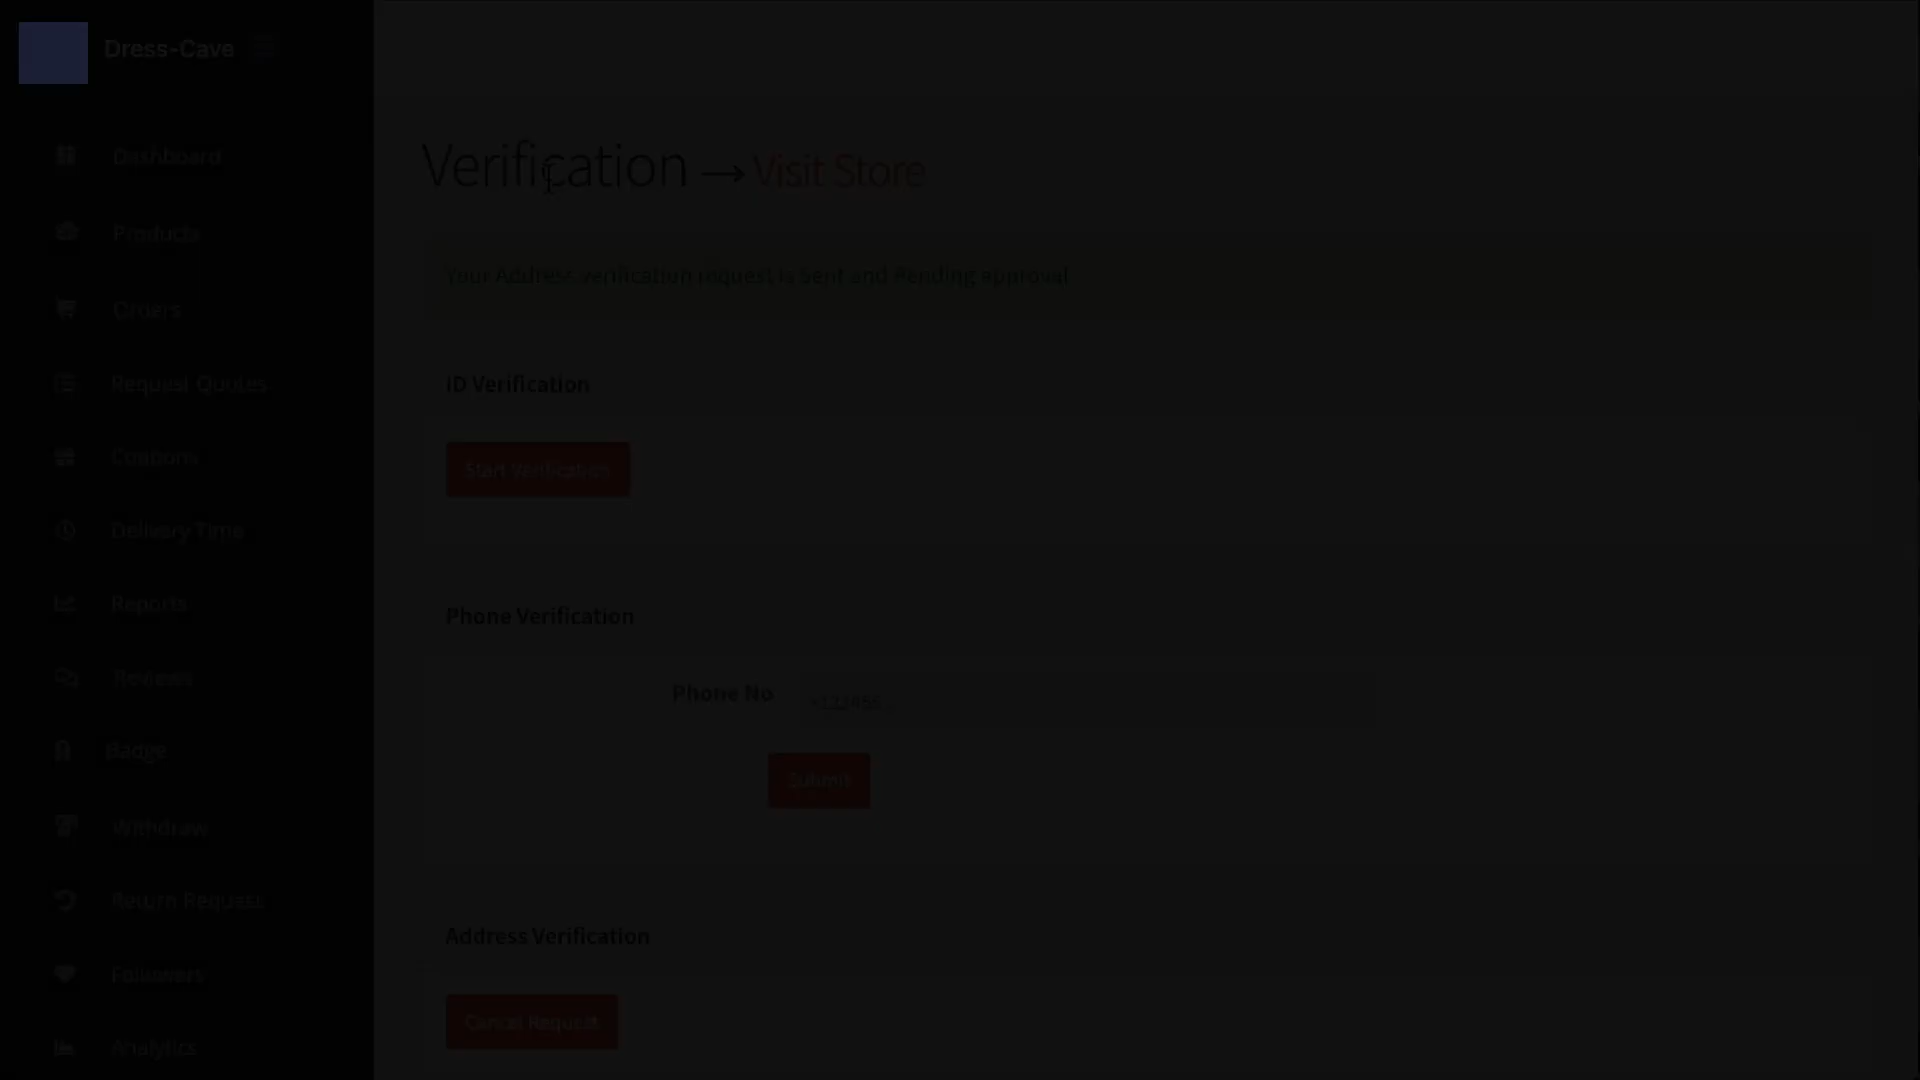 Dress-Cave
Dashboard
Products
Orders
Request Quotes
Coupons
Delivery Time
Reports
Reviews
Badge
Withdraw
Return Request
Followers
Analytics
Verification → Visit Store
Your Address verification request is Sent and Pending approval
ID Verification
Start Verification
Phone Verification
Phone No
+123456..
Submit
Address Verification
Cancel Request